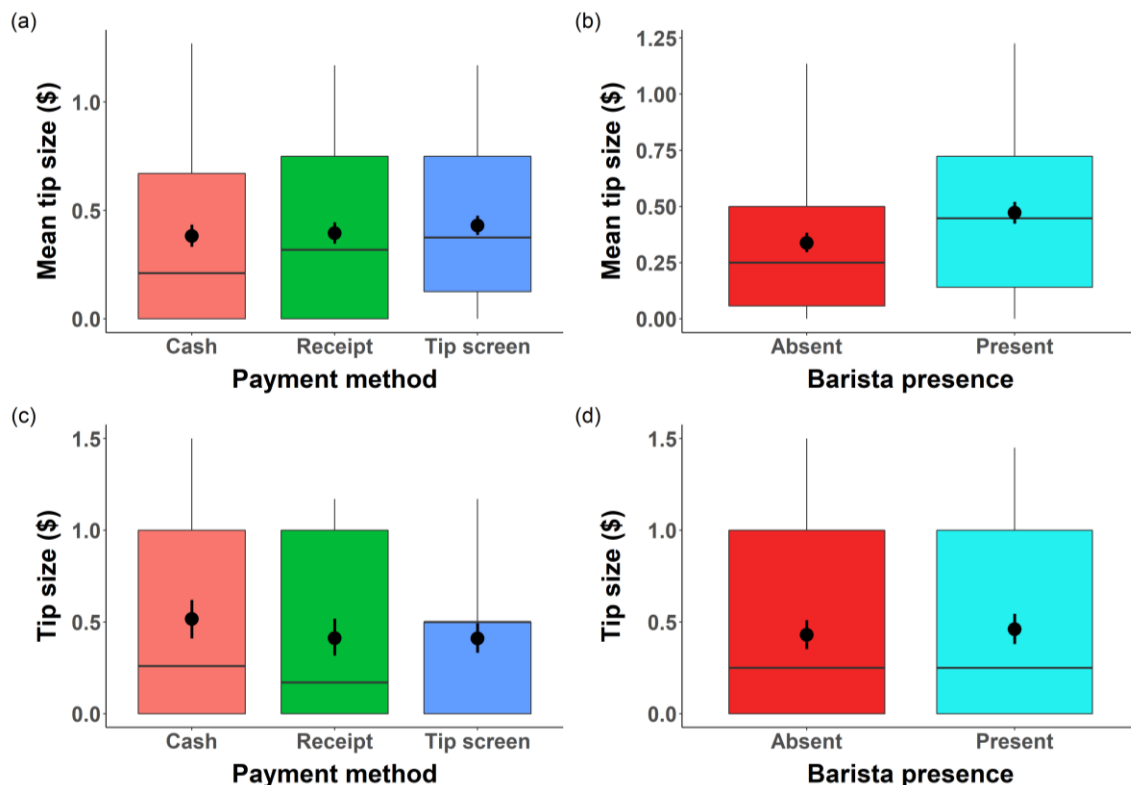 (a)
Mean tip size ($)
1.0
0.5
0.0
Cash Receipt Tip screen
Payment method
(b)
Mean tip size ($)
1.25
1.00
0.75
0.50
0.25
0.00
Absent Present
Barista presence
(c)
Tip size ($)
1.5
1.0
0.5
0.0
Cash Receipt Tip screen
Payment method
(d)
Tip size ($)
1.5
1.0
0.5
0.0
Absent Present
Barista presence